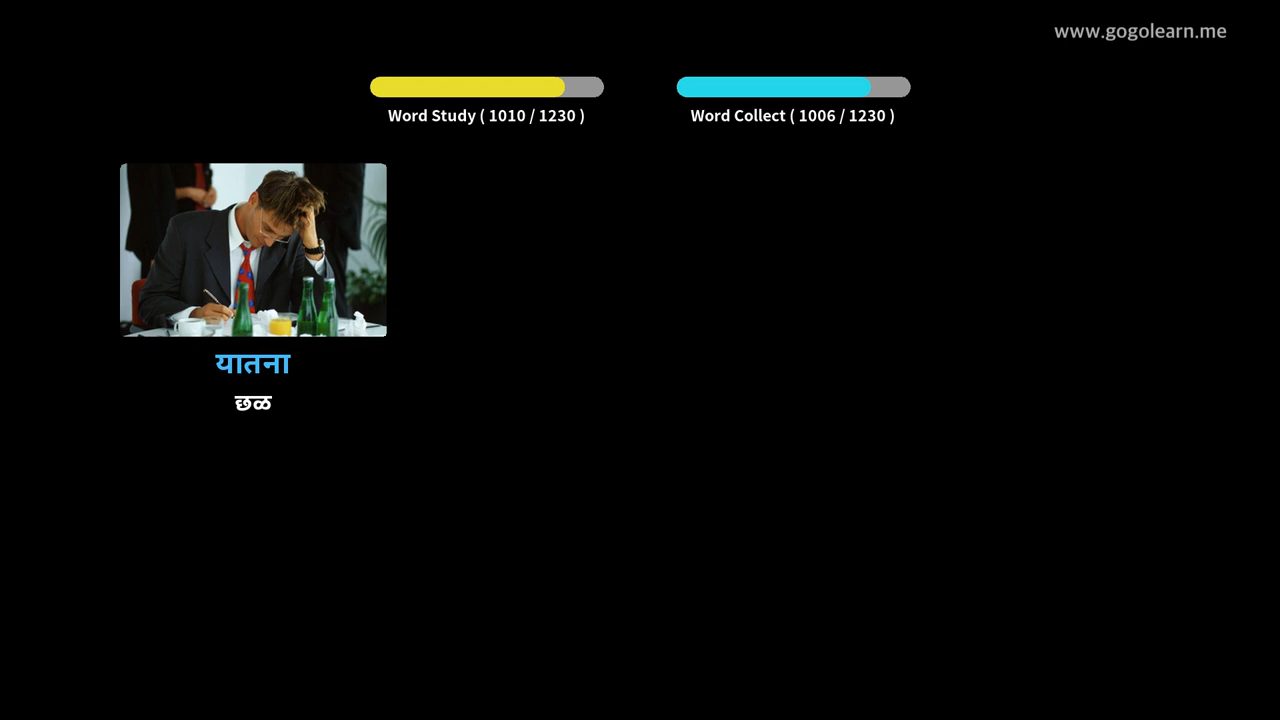 www.gogolearn.me
Word Study ( 1010 / 1230 )
Word Collect ( 1006 / 1230 )
यातना
छळ